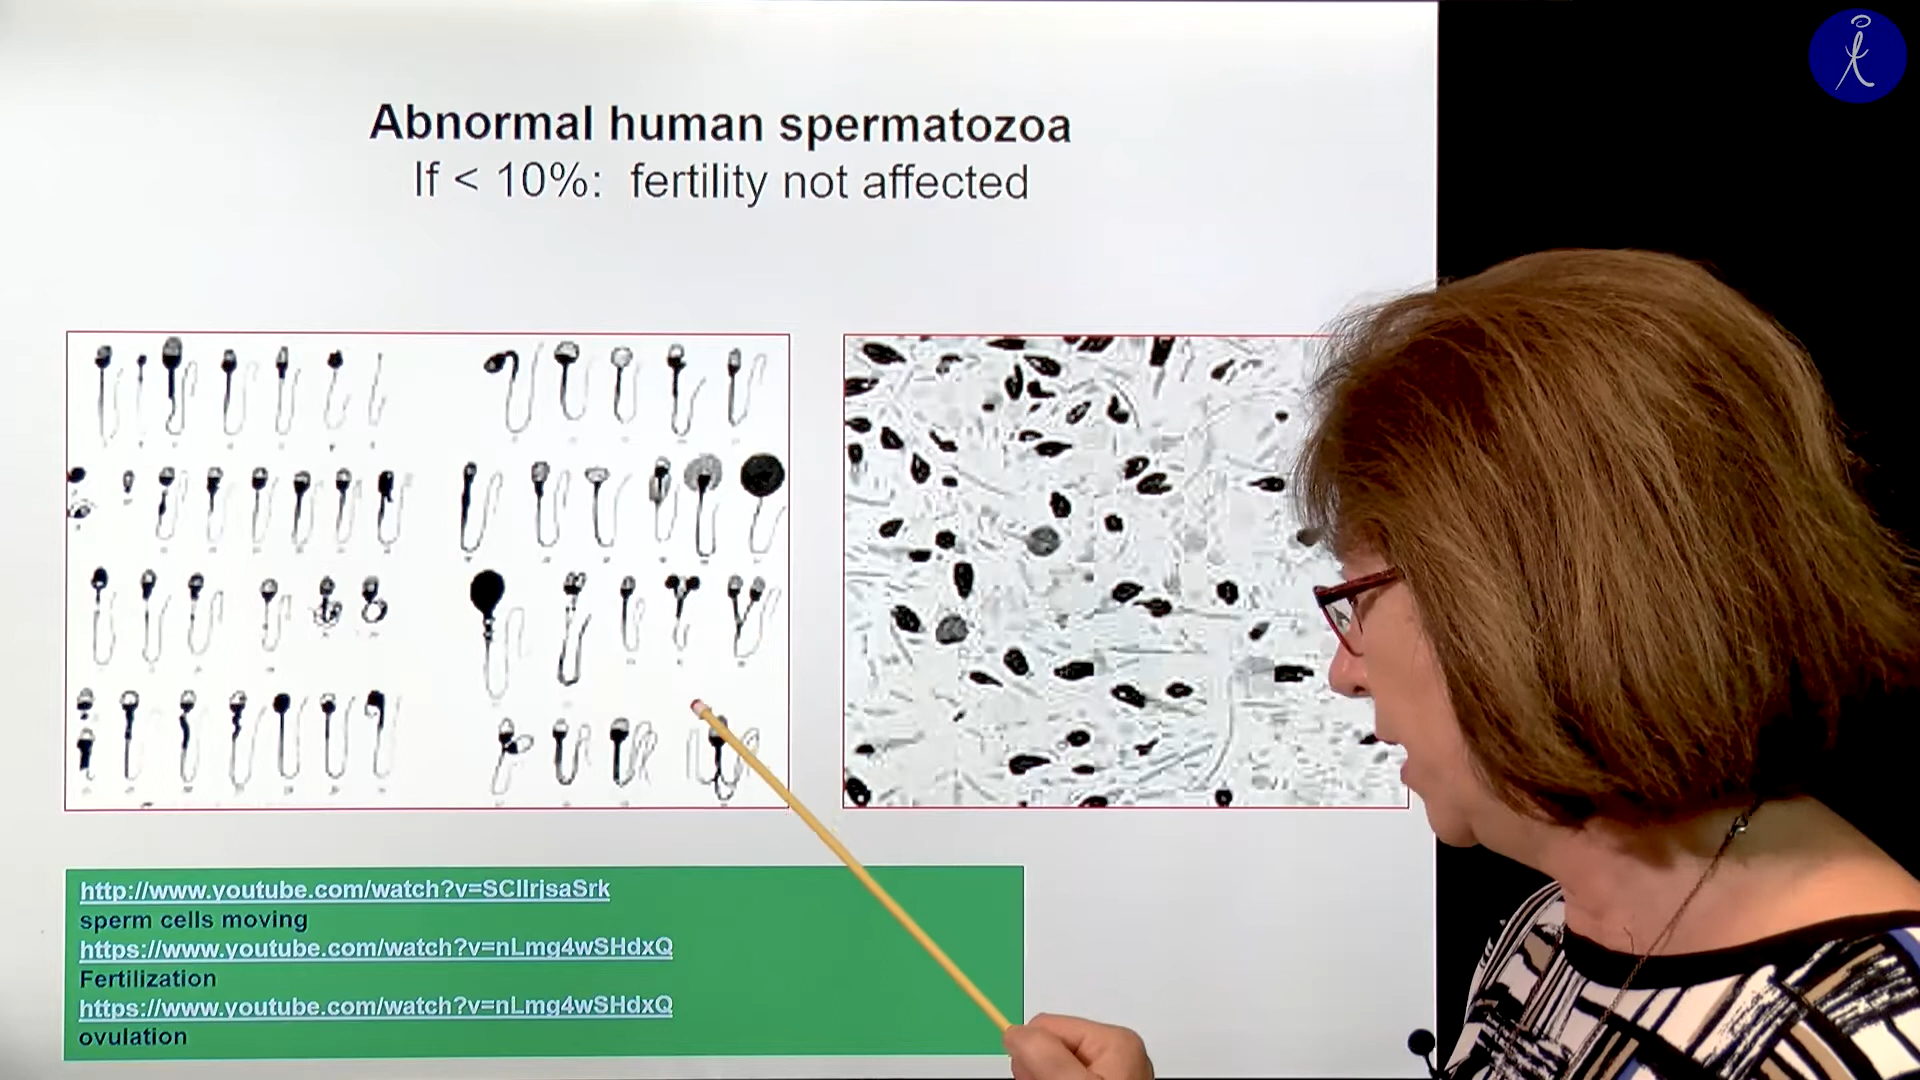 Abnormal human spermatozoa
If < 10%: fertility not affected
http://www.youtube.com/watch?v=SCIIrjsaSrk
sperm cells moving
https://www.youtube.com/watch?v=nLmg4wSHdxQ
Fertilization
https://www.youtube.com/watch?v=nLmg4wSHdxQ
ovulation